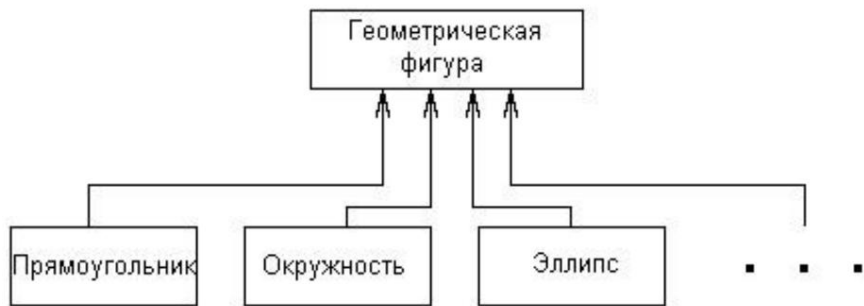 Геометрическая
фигура
Прямоугольник
Окружность
Эллипс
. . .